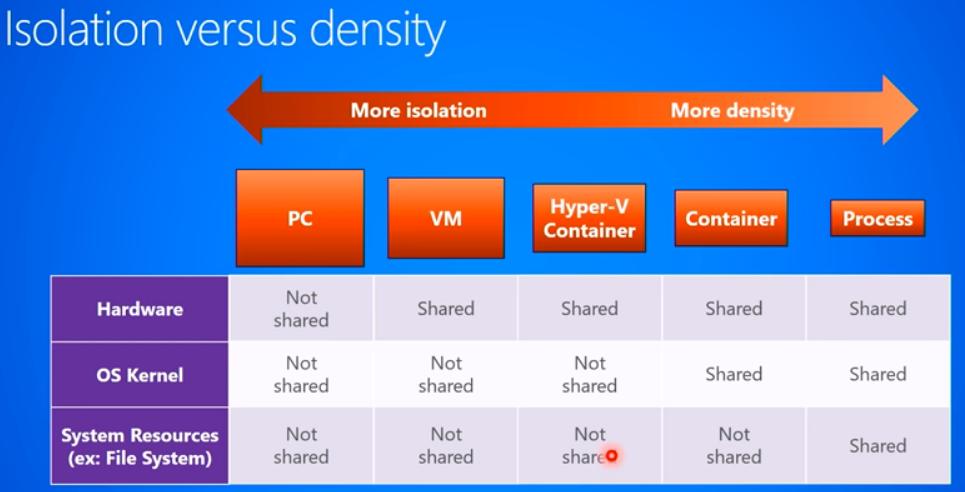 Isolation versus density
More isolation
More density
PC
VM
Hyper-V
Container
Container
Process
Hardware
Not
shared
Shared
Shared
Shared
Shared
OS Kernel
Not
shared
Not
shared
Not
shared
Shared
Shared
System Resources
(ex: File System)
Not
shared
Not
shared
Not
shared
Not
shared
Shared